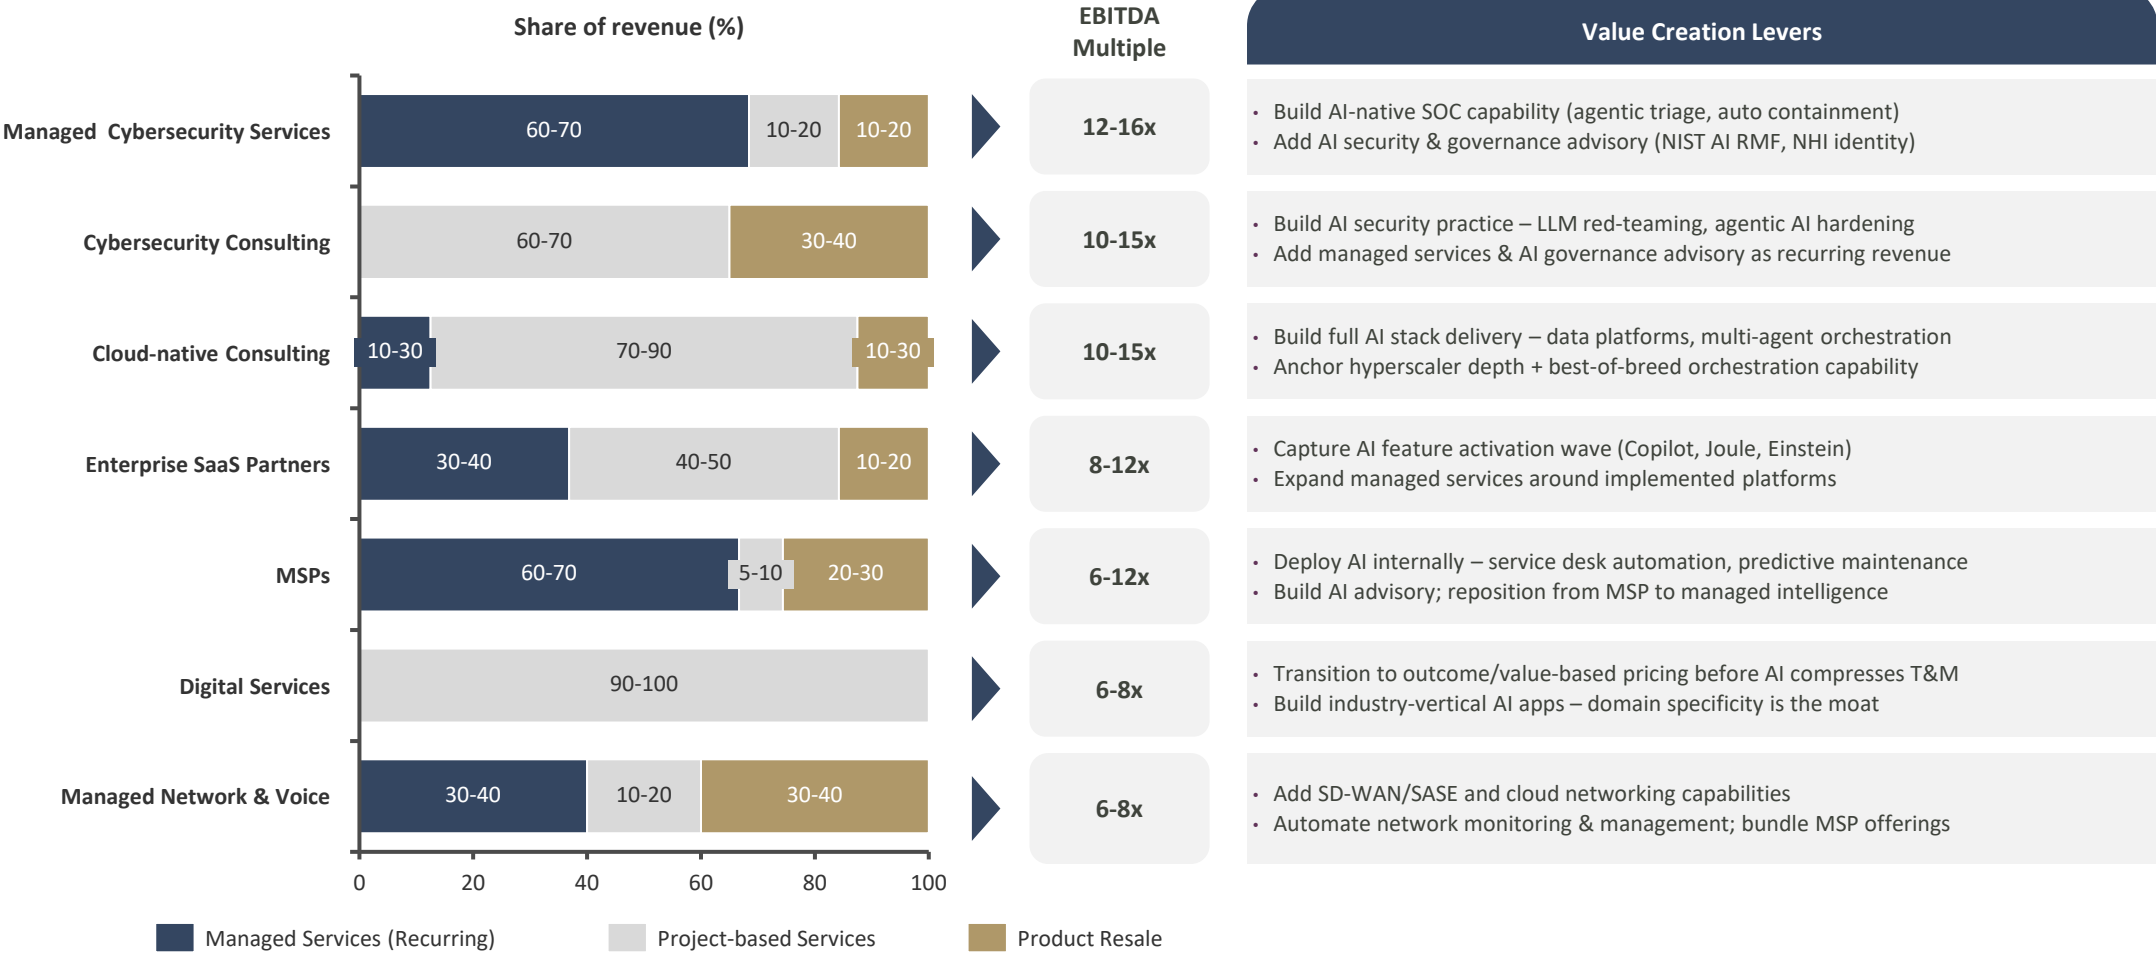 Share of revenue (%)
EBITDA
Multiple
Value Creation Levers
Managed Cybersecurity Services
60-70
10-20
10-20
12-16x
• Build AI-native SOC capability (agentic triage, auto containment)
• Add AI security & governance advisory (NIST AI RMF, NHI identity)
Cybersecurity Consulting
60-70
30-40
10-15x
• Build AI security practice – LLM red-teaming, agentic AI hardening
• Add managed services & AI governance advisory as recurring revenue
Cloud-native Consulting
10-30
70-90
10-30
10-15x
• Build full AI stack delivery – data platforms, multi-agent orchestration
• Anchor hyperscaler depth + best-of-breed orchestration capability
Enterprise SaaS Partners
30-40
40-50
10-20
8-12x
• Capture AI feature activation wave (Copilot, Joule, Einstein)
• Expand managed services around implemented platforms
MSPs
60-70
5-10
20-30
6-12x
• Deploy AI internally – service desk automation, predictive maintenance
• Build AI advisory; reposition from MSP to managed intelligence
Digital Services
90-100
6-8x
• Transition to outcome/value-based pricing before AI compresses T&M
• Build industry-vertical AI apps – domain specificity is the moat
Managed Network & Voice
30-40
10-20
30-40
6-8x
• Add SD-WAN/SASE and cloud networking capabilities
• Automate network monitoring & management; bundle MSP offerings
0
20
40
60
80
100
Managed Services (Recurring)
Project-based Services
Product Resale